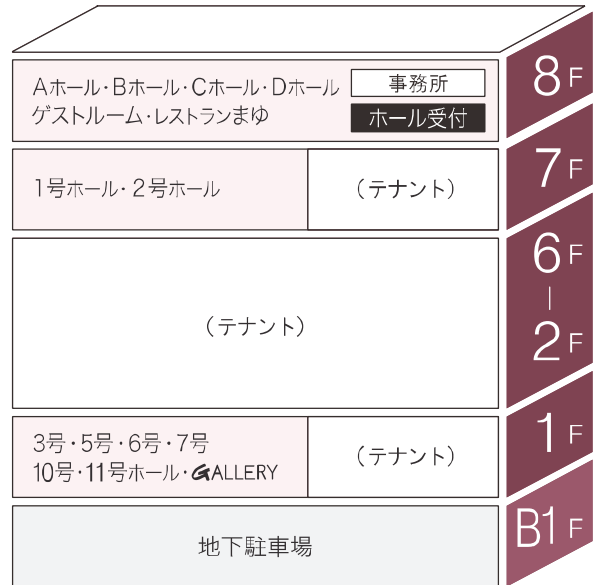 Aホール・Bホール・Cホール・Dホール
ゲストルーム・レストランまゆ
事務所
ホール受付
8F
1号ホール・2号ホール
(テナント)
7F
(テナント)
6F
|
2F
3号・5号・6号・7号
10号・11号ホール・GALLERY
(テナント)
1F
地下駐車場
B1F